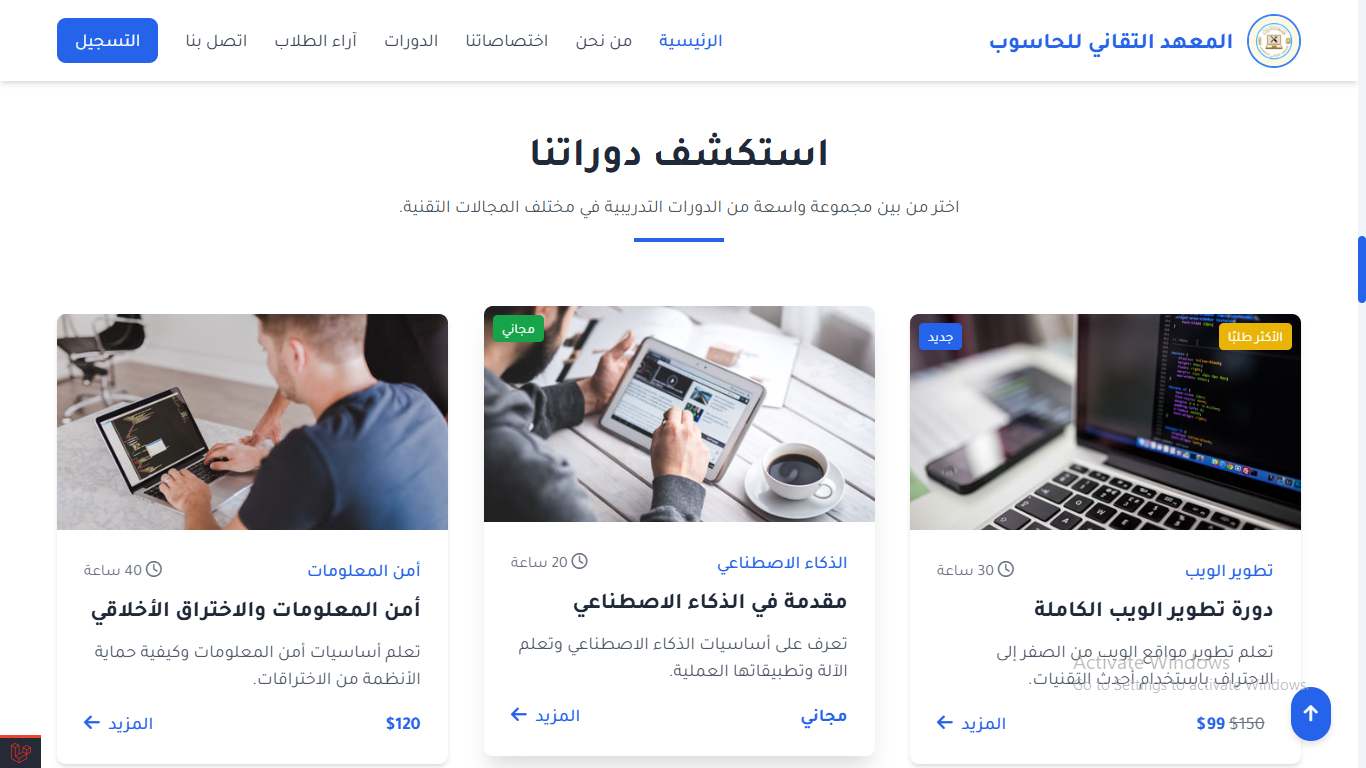 المعهد التقاني للحاسوب
الرئيسية
من نحن
اختصاصاتنا
الدورات
آراء الطلاب
اتصل بنا
التسجيل
استكشف دوراتنا
اختر من بين مجموعة واسعة من الدورات التدريبية في مختلف المجالات التقنية.
الأكثر طلبًا
جديد
تطوير الويب
30 ساعة
دورة تطوير الويب الكاملة
تعلم تطوير مواقع الويب من الصفر إلى
الاحتراف باستخدام أحدث التقنيات.
$150 $99
المزيد
مجاني
الذكاء الاصطناعي
20 ساعة
مقدمة في الذكاء الاصطناعي
تعرف على أساسيات الذكاء الاصطناعي وتعلم
الآلة وتطبيقاتها العملية.
مجاني
المزيد
أمن المعلومات
40 ساعة
أمن المعلومات والاختراق الأخلاقي
تعلم أساسيات أمن المعلومات وكيفية حماية
الأنظمة من الاختراقات.
$120
المزيد
Activate Windows
Go to Settings to activate Windows.